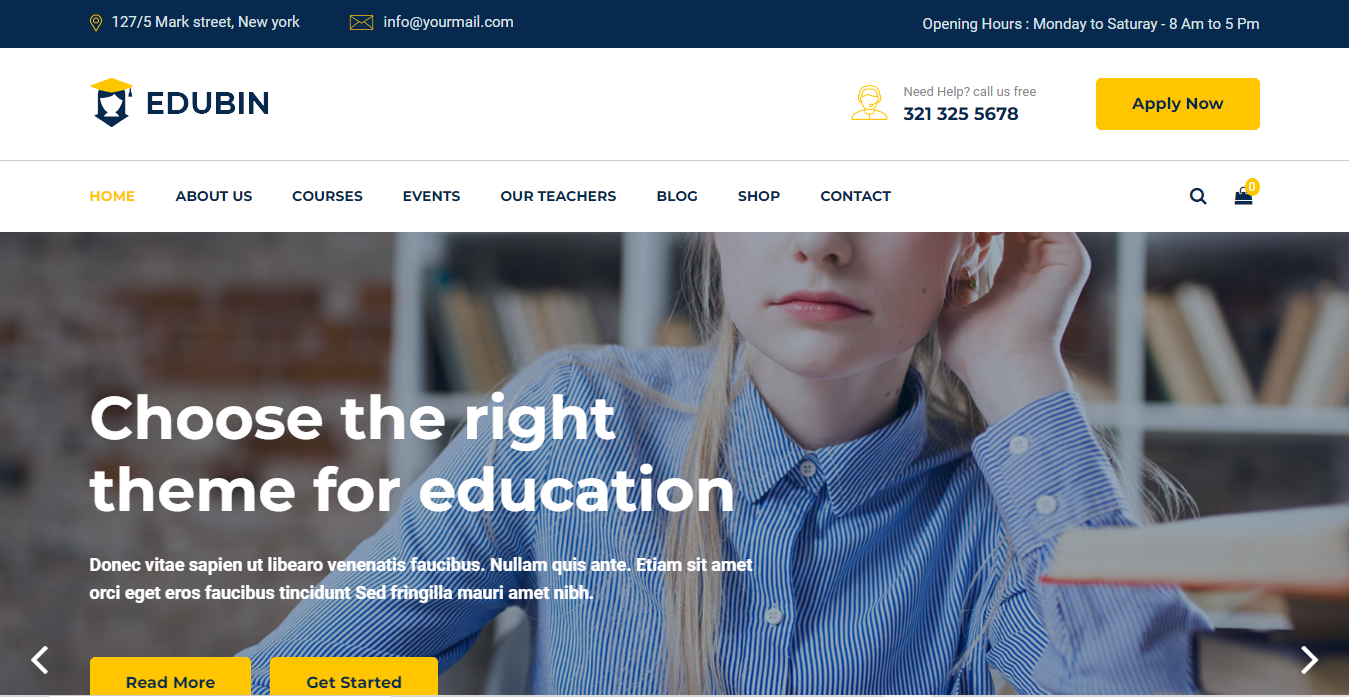 127/5 Mark street, New york
info@yourmail.com
Opening Hours : Monday to Saturay - 8 Am to 5 Pm
EDUBIN
Need Help? call us free
321 325 5678
Apply Now
HOME ABOUT US COURSES EVENTS OUR TEACHERS BLOG SHOP CONTACT
0
Choose the right
theme for education
Donec vitae sapien ut libearo venenatis faucibus. Nullam quis ante. Etiam sit amet
orci eget eros faucibus tincidunt Sed fringilla mauri amet nibh.
Read More
Get Started